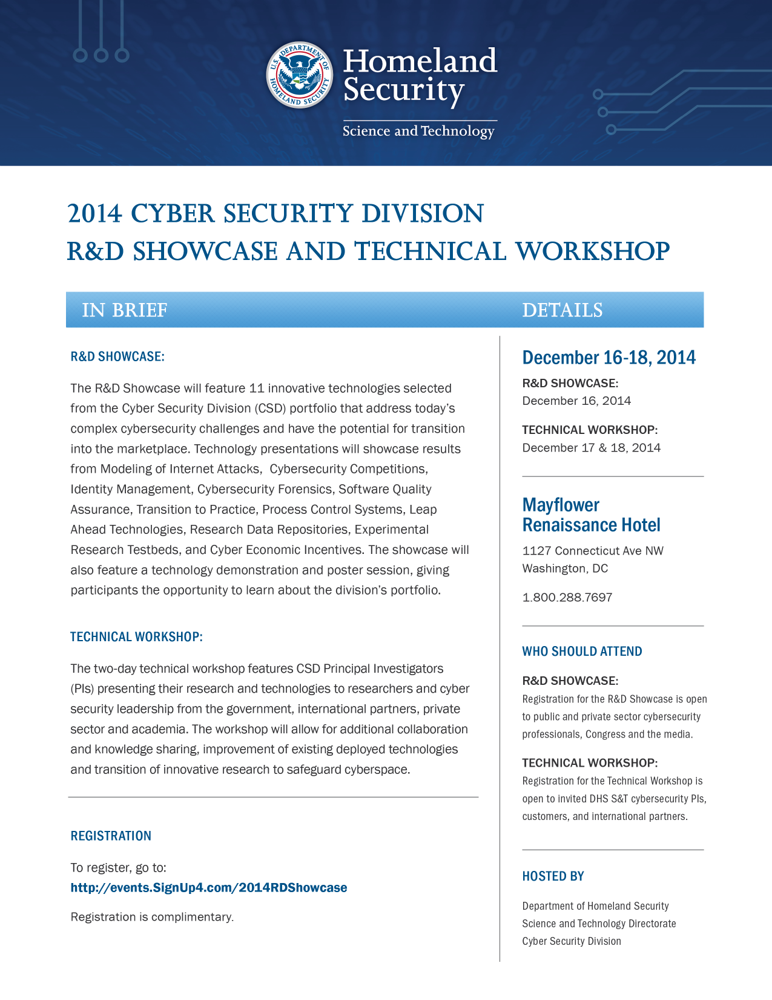 U.S. DEPARTMENT OF HOMELAND SECURITY
Homeland
Security
Science and Technology
2014 CYBER SECURITY DIVISION
R&D SHOWCASE AND TECHNICAL WORKSHOP
IN BRIEF
R&D SHOWCASE:
The R&D Showcase will feature 11 innovative technologies selected
from the Cyber Security Division (CSD) portfolio that address today’s
complex cybersecurity challenges and have the potential for transition
into the marketplace. Technology presentations will showcase results
from Modeling of Internet Attacks,  Cybersecurity Competitions,
Identity Management, Cybersecurity Forensics, Software Quality
Assurance, Transition to Practice, Process Control Systems, Leap
Ahead Technologies, Research Data Repositories, Experimental
Research Testbeds, and Cyber Economic Incentives. The showcase will
also feature a technology demonstration and poster session, giving
participants the opportunity to learn about the division’s portfolio.
TECHNICAL WORKSHOP:
The two-day technical workshop features CSD Principal Investigators
(PIs) presenting their research and technologies to researchers and cyber
security leadership from the government, international partners, private
sector and academia. The workshop will allow for additional collaboration
and knowledge sharing, improvement of existing deployed technologies
and transition of innovative research to safeguard cyberspace.
REGISTRATION
To register, go to:
http://events.SignUp4.com/2014RDShowcase
Registration is complimentary.
DETAILS
December 16-18, 2014
R&D SHOWCASE:
December 16, 2014
TECHNICAL WORKSHOP:
December 17 & 18, 2014
Mayflower
Renaissance Hotel
1127 Connecticut Ave NW
Washington, DC
1.800.288.7697
WHO SHOULD ATTEND
R&D SHOWCASE:
Registration for the R&D Showcase is open
to public and private sector cybersecurity
professionals, Congress and the media.
TECHNICAL WORKSHOP:
Registration for the Technical Workshop is
open to invited DHS S&T cybersecurity PIs,
customers, and international partners.
HOSTED BY
Department of Homeland Security
Science and Technology Directorate
Cyber Security Division